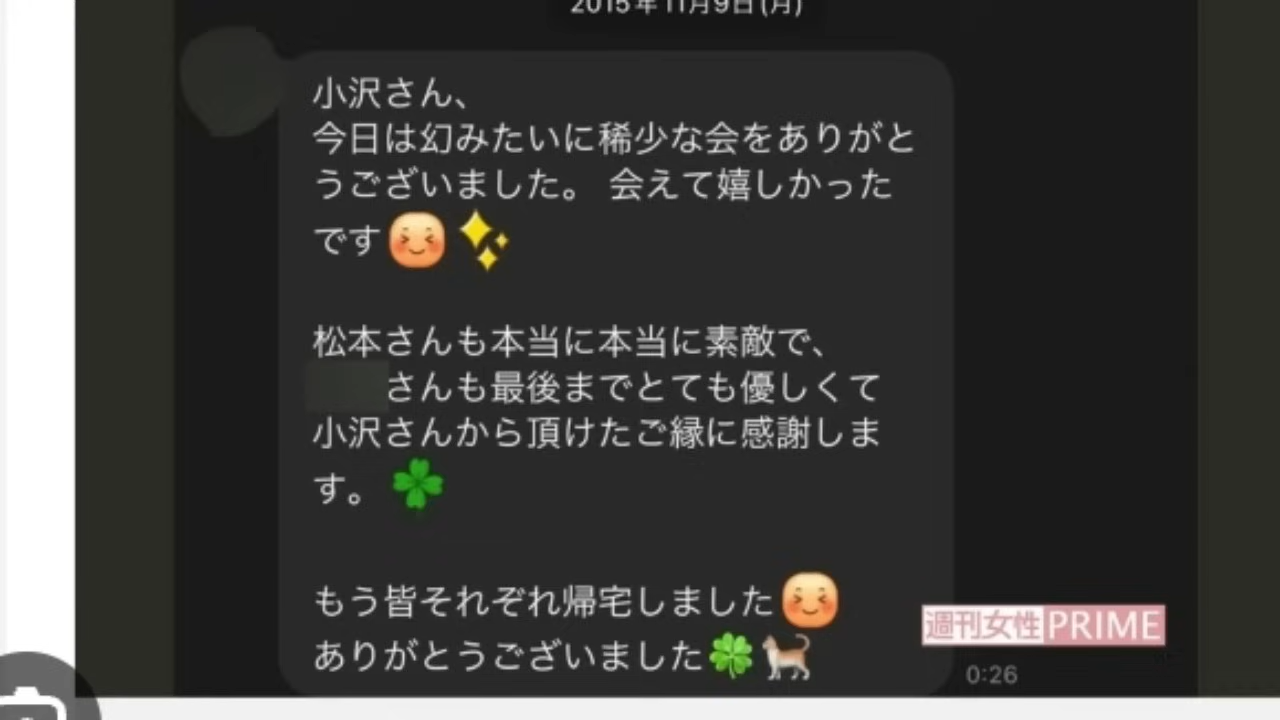 2015年11月9日(月)
小沢さん、
今日は幻みたいに稀少な会をありがと
うございました。 会えて嬉しかった
です😊✨
松本さんも本当に本当に素敵で、
さんも最後までとても優しくて
小沢さんから頂けたご縁に感謝しま
す。🍀
もう皆それぞれ帰宅しました😊
ありがとうございました🍀🐈
週刊女性PRIME
0:26